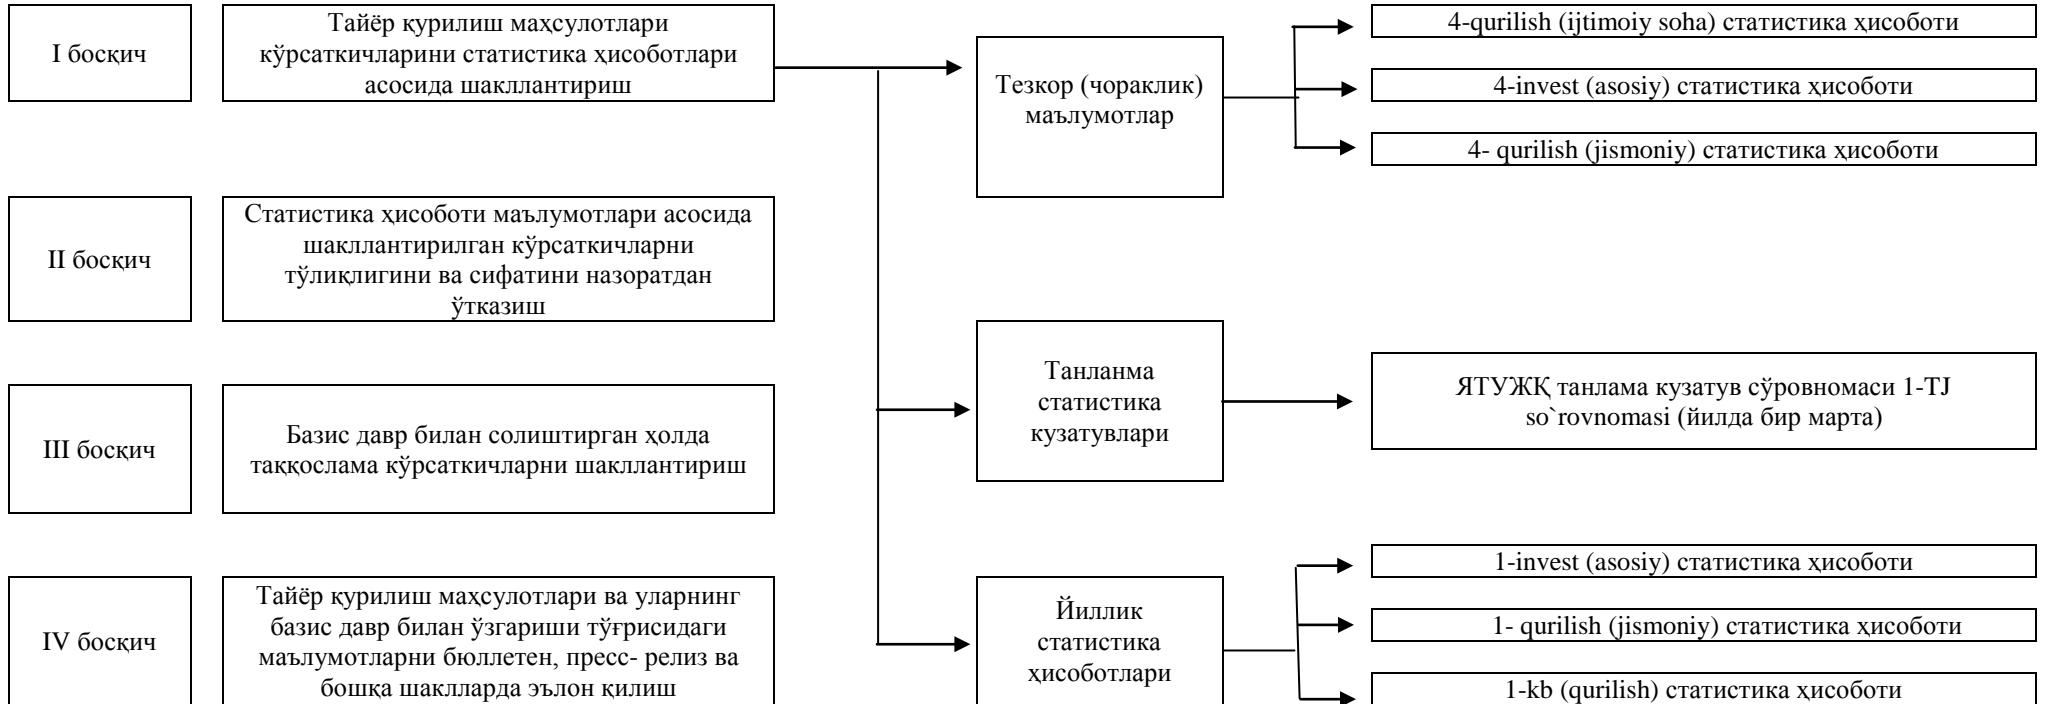 I босқич
Тайёр қурилиш маҳсулотлари
кўрсаткичларини статистика ҳисоботлари
асосида шакллантириш
Тезкор (чораклик)
маълумотлар
4-qurilish (ijtimoiy soha) статистика ҳисоботи
4-invest (asosiy) статистика ҳисоботи
4- qurilish (jismoniy) статистика ҳисоботи
II босқич
Статистика ҳисоботи маълумотлари асосида
шакллантирилган кўрсаткичларни
тўлиқлигини ва сифатини назоратдан
ўтказиш
Танланма
статистика
кузатувлари
ЯТУЖҚ танлама кузатув сўровномаси 1-TJ
so`rovnomasi (йилда бир марта)
III босқич
Базис давр билан солиштирган ҳолда
таққослама кўрсаткичларни шакллантириш
IV босқич
Тайёр қурилиш маҳсулотлари ва уларнинг
базис давр билан ўзгариши тўғрисидаги
маълумотларни бюллетен, пресс- релиз ва
бошқа шаклларда эълон қилиш
Йиллик
статистика
ҳисоботлари
1-invest (asosiy) статистика ҳисоботи
1- qurilish (jismoniy) статистика ҳисоботи
1-kb (qurilish) статистика ҳисоботи